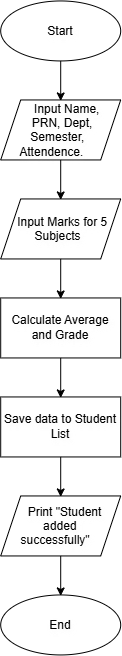 Start
Input Name,
PRN, Dept,
Semester,
Attendence.
Input Marks for 5
Subjects
Calculate Average
and Grade
Save data to Student
List
Print "Student
added
successfully"
End